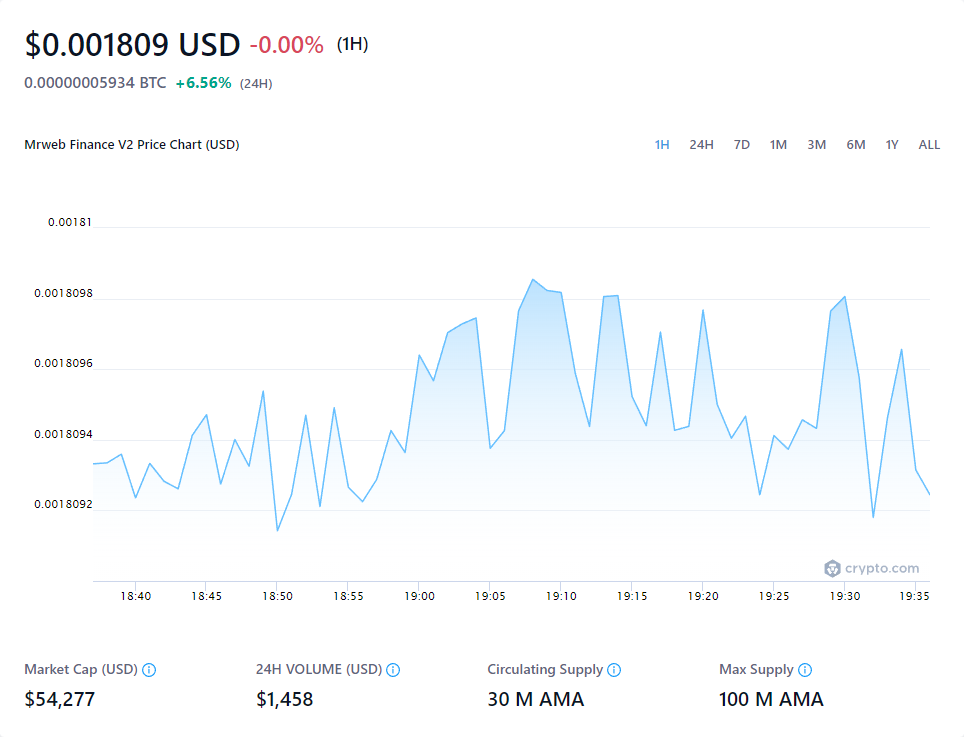 $0.001809 USD -0.00% (1H)
0.00000005934 BTC +6.56% (24H)
Mrweb Finance V2 Price Chart (USD) 1H 24H 7D 1M 3M 6M 1Y ALL
0.00181
0.0018098
0.0018096
0.0018094
0.0018092
crypto.com
18:40 18:45 18:50 18:55 19:00 19:05 19:10 19:15 19:20 19:25 19:30 19:35
Market Cap (USD) 24H VOLUME (USD) Circulating Supply Max Supply
$54,277 $1,458 30 M AMA 100 M AMA